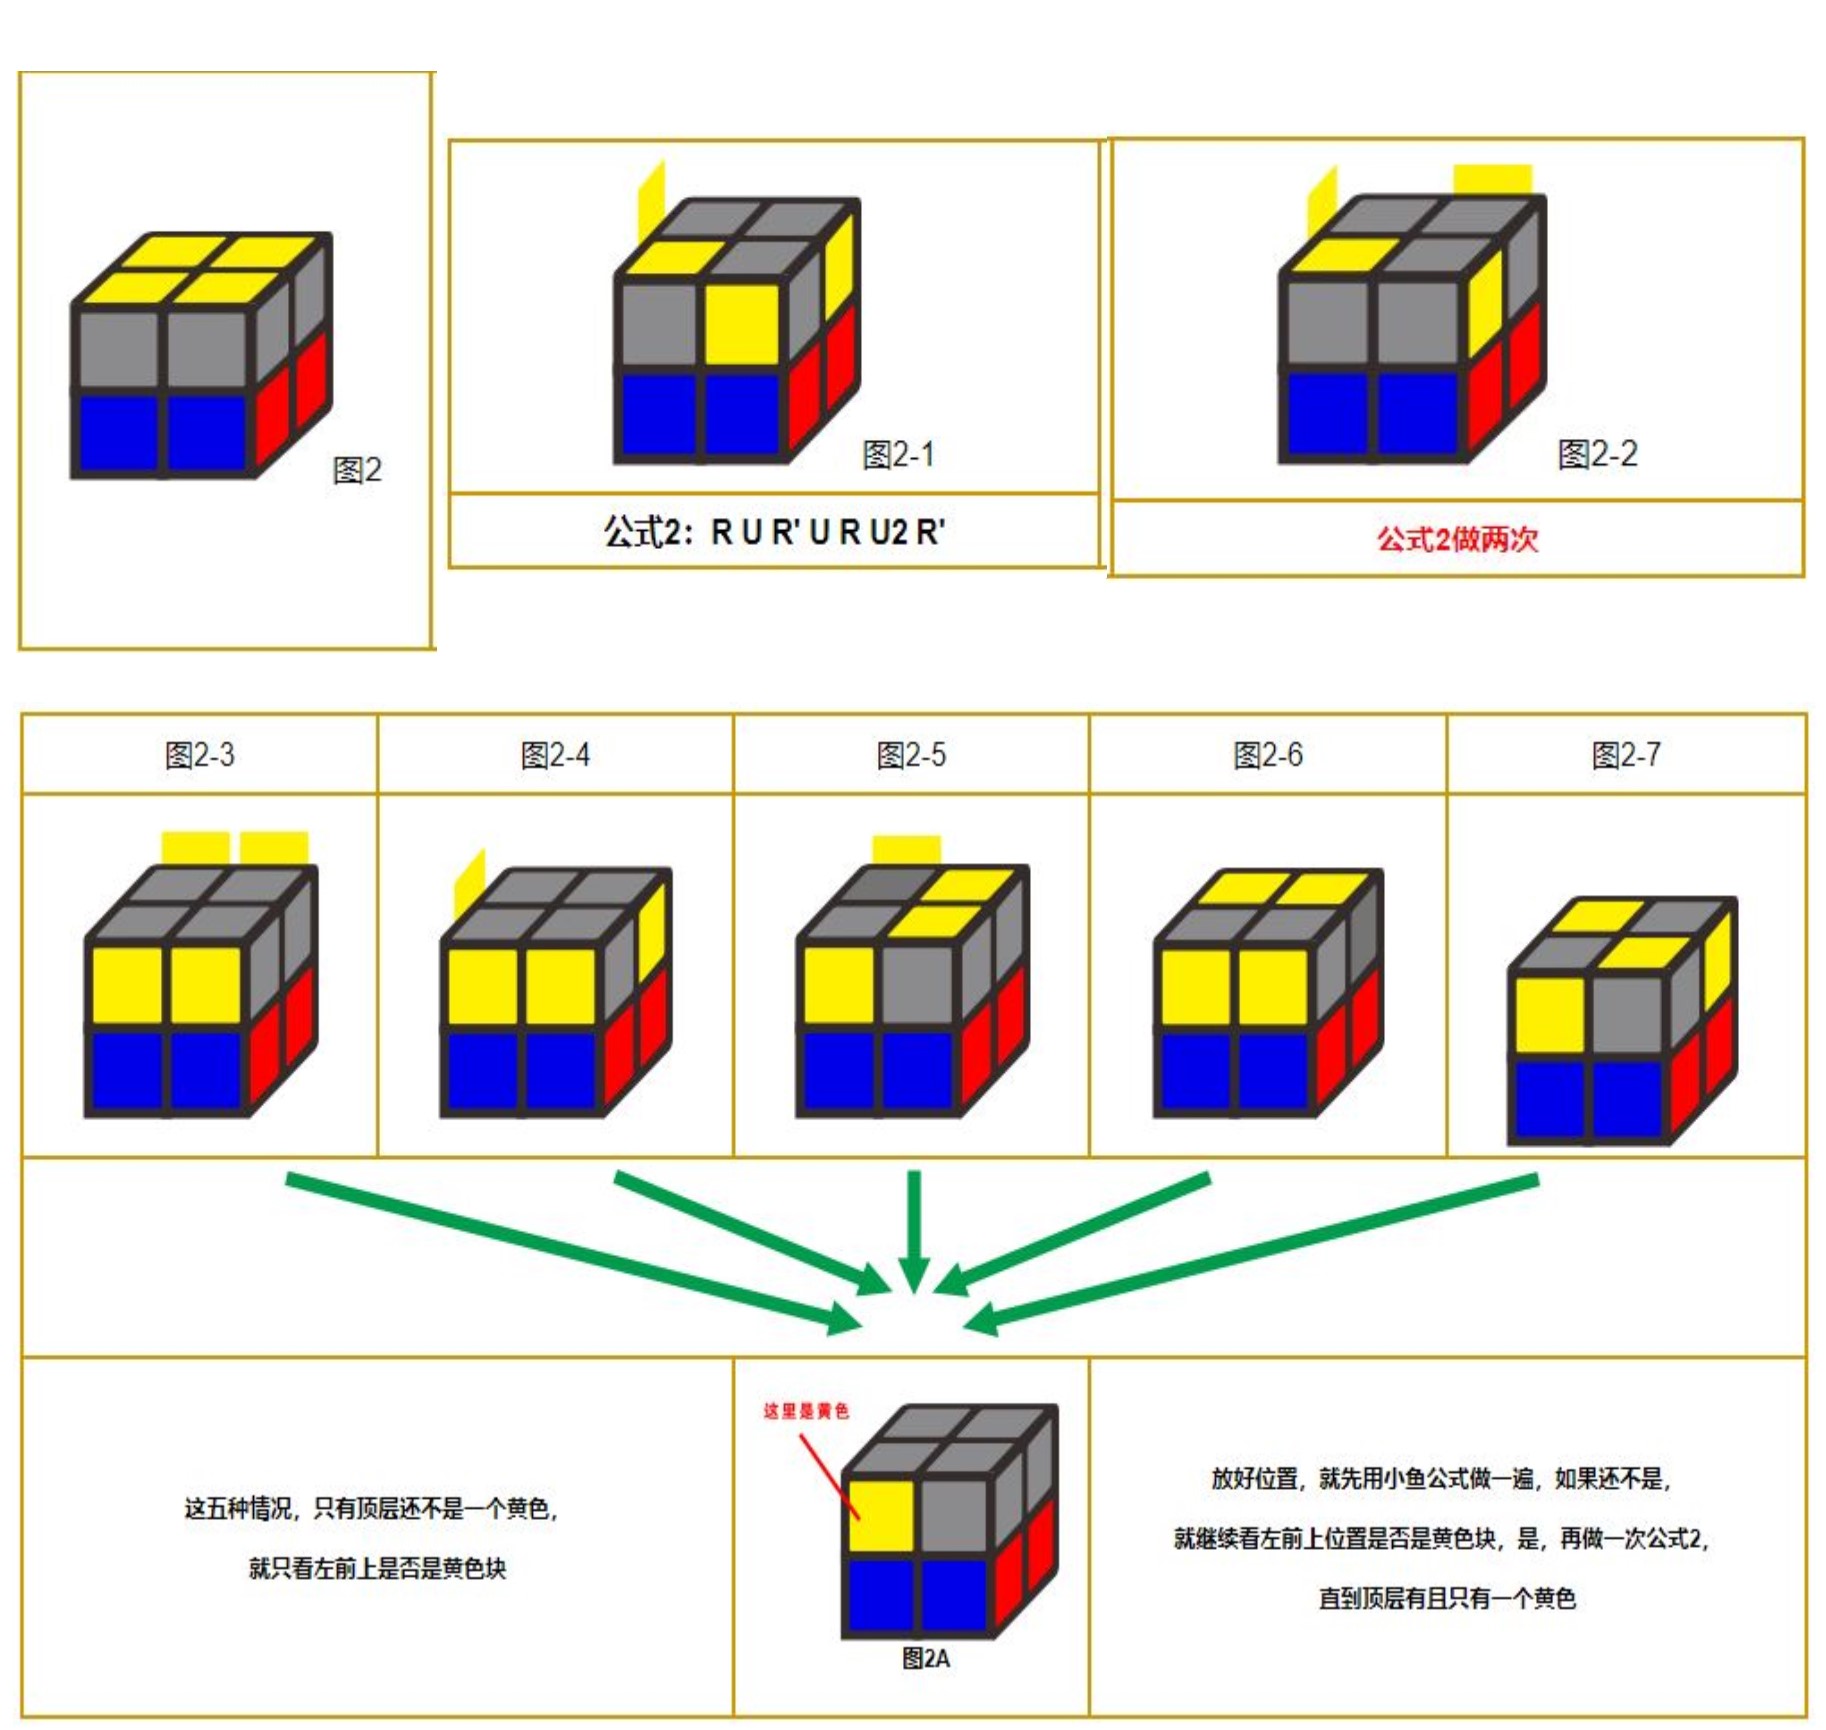 图2
图2-1
公式2：R U R' U R U2 R'
图2-2
公式2做两次
图2-3
图2-4
图2-5
图2-6
图2-7
这五种情况，只有顶层还不是一个黄色，
就只看左前上是否是黄色块
这里是黄色
图2A
放好位置，就先用小鱼公式做一遍，如果还不是，
就继续看左前上位置是否是黄色块，是，再做一次公式2，
直到顶层有且只有一个黄色